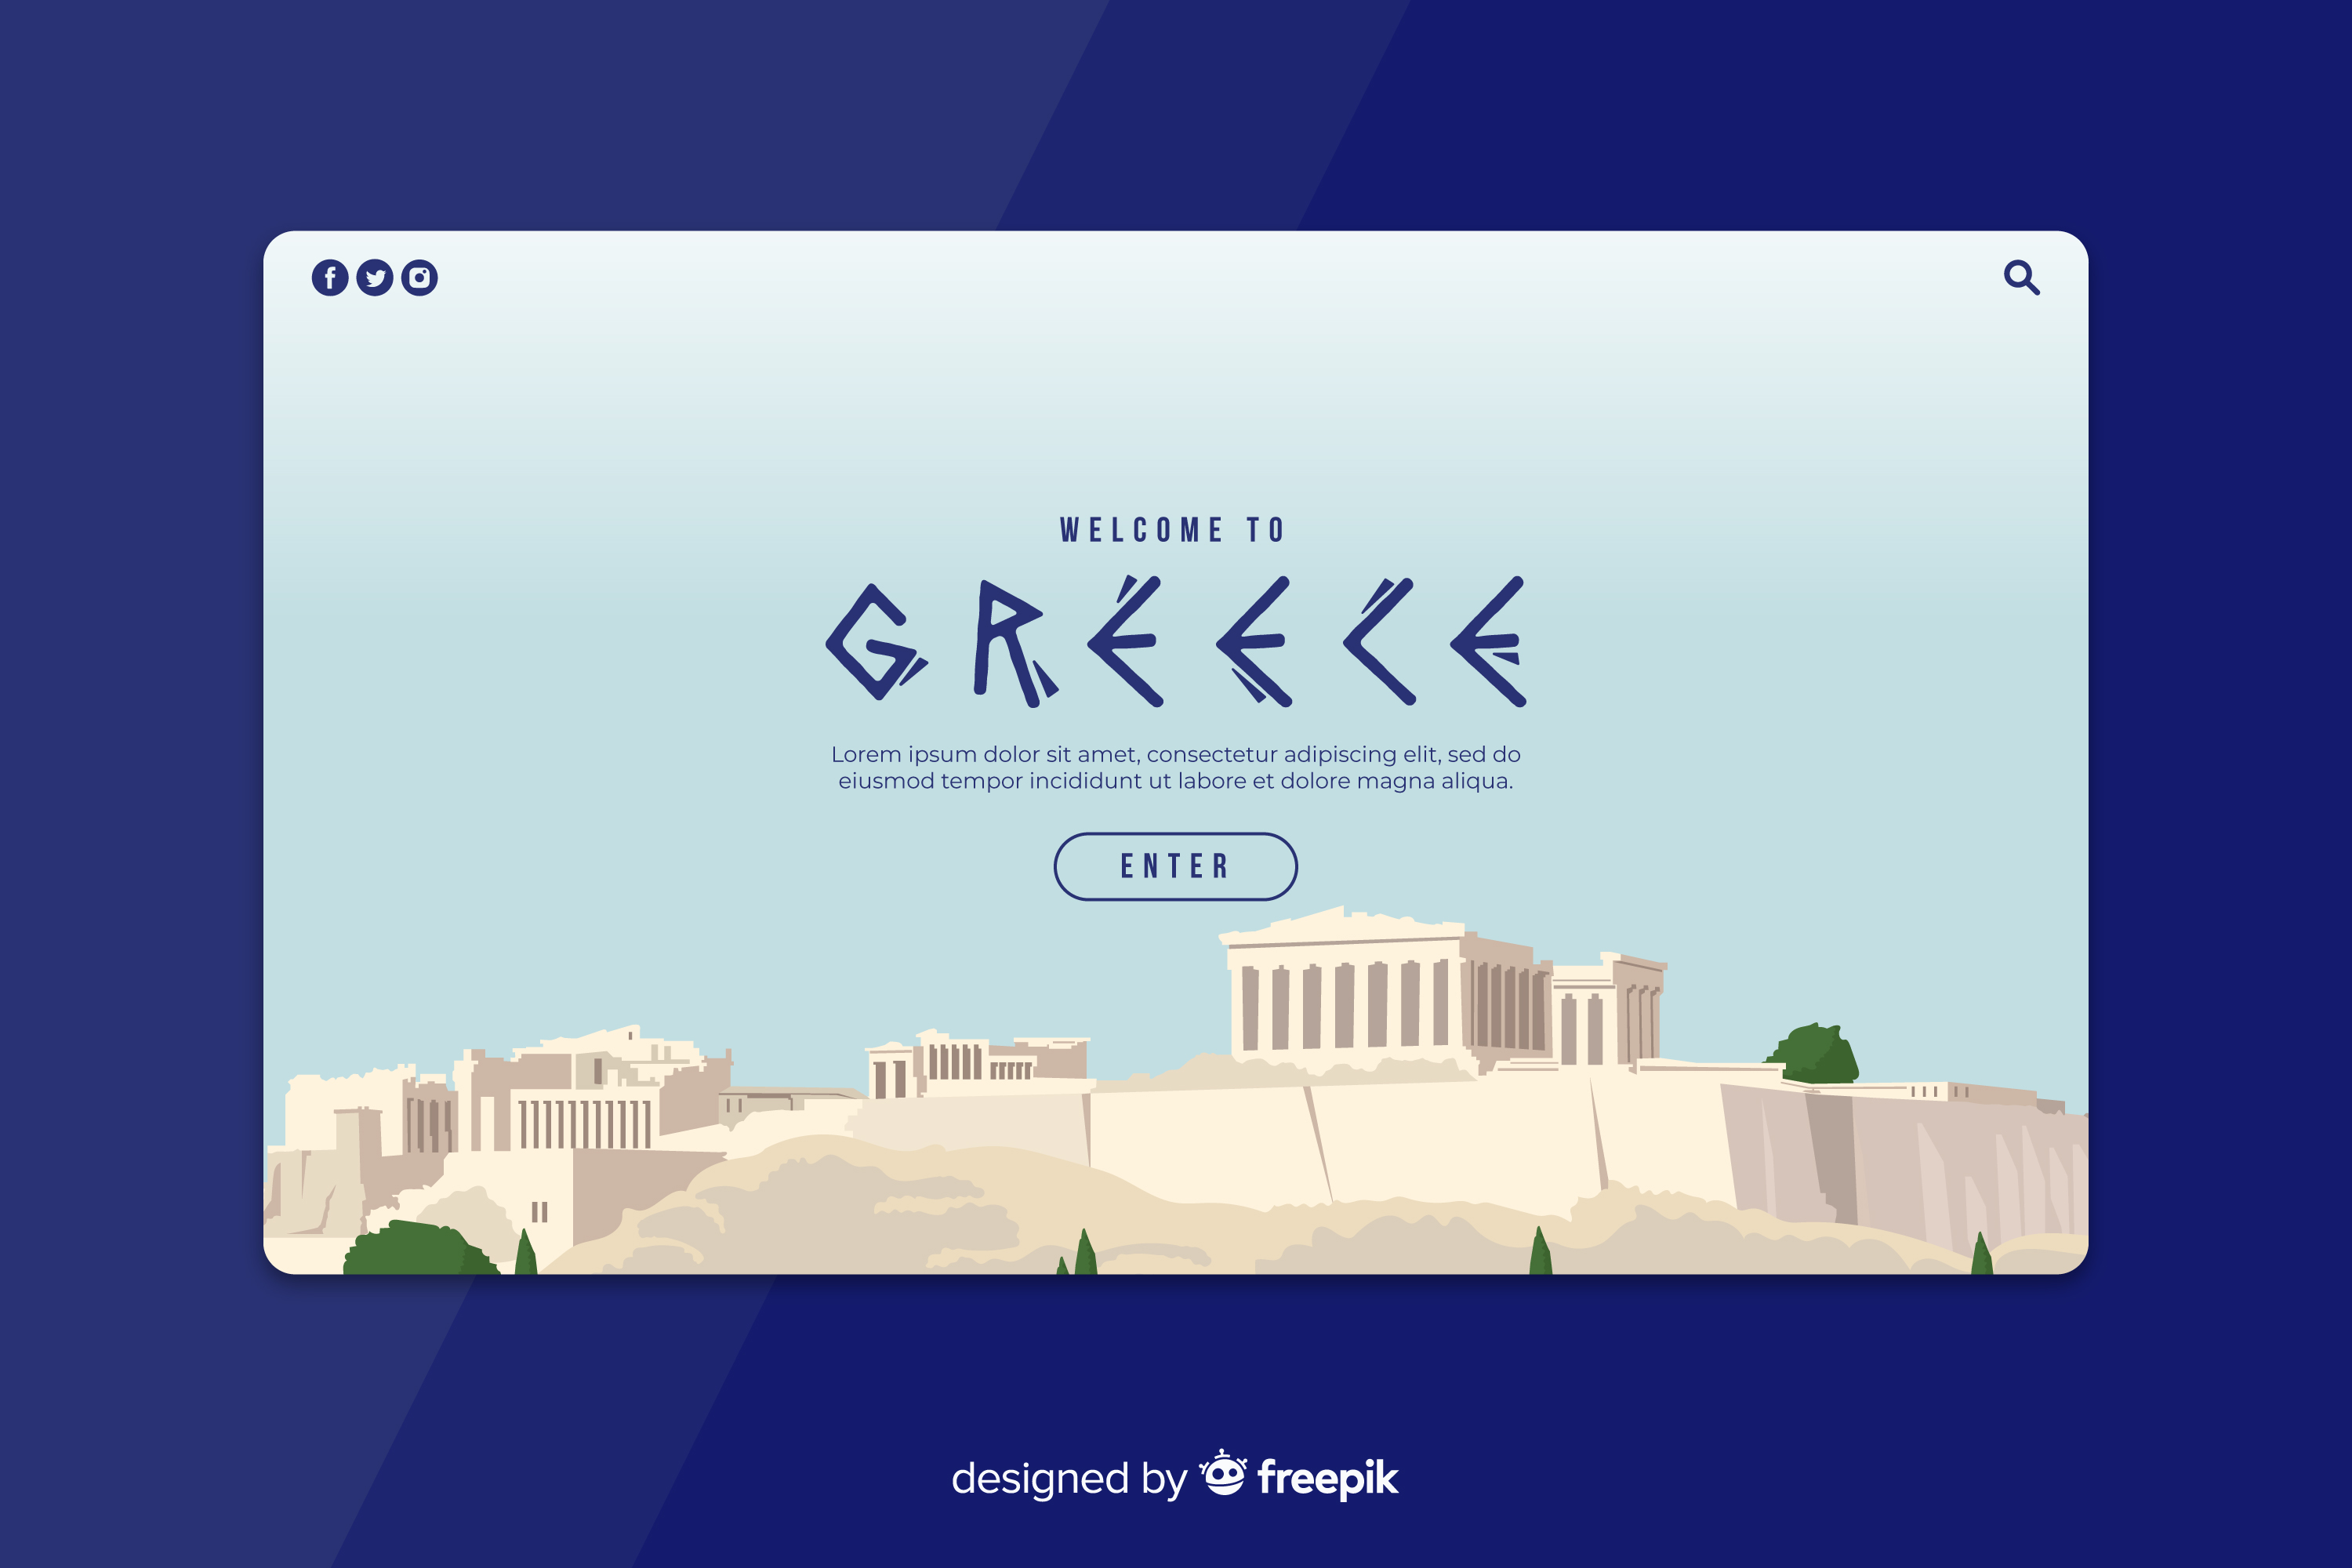 WELCOME TO
GREECE
Lorem ipsum dolor sit amet, consectetur adipiscing elit, sed do
eiusmod tempor incididunt ut labore et dolore magna aliqua.
ENTER
designed by freepik